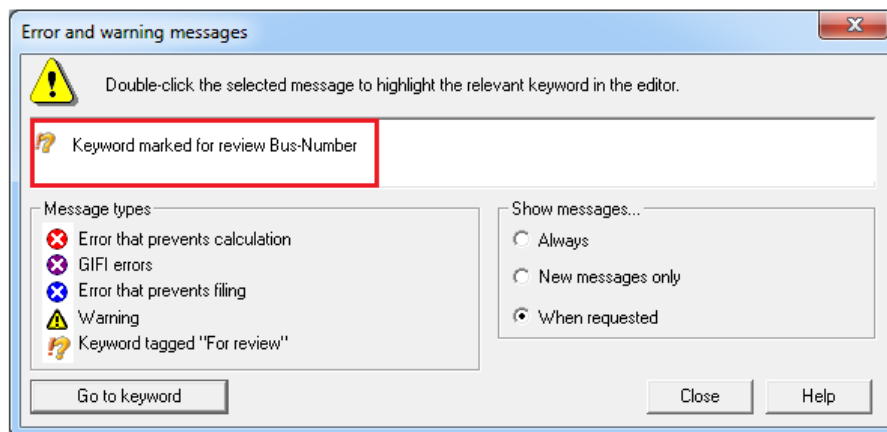 Error and warning messages
Double-click the selected message to highlight the relevant keyword in the editor.
Keyword marked for review Bus-Number
Message types
Error that prevents calculation
GIFI errors
Error that prevents filing
Warning
Keyword tagged "For review"
Show messages...
Always
New messages only
When requested
Go to keyword
Close
Help